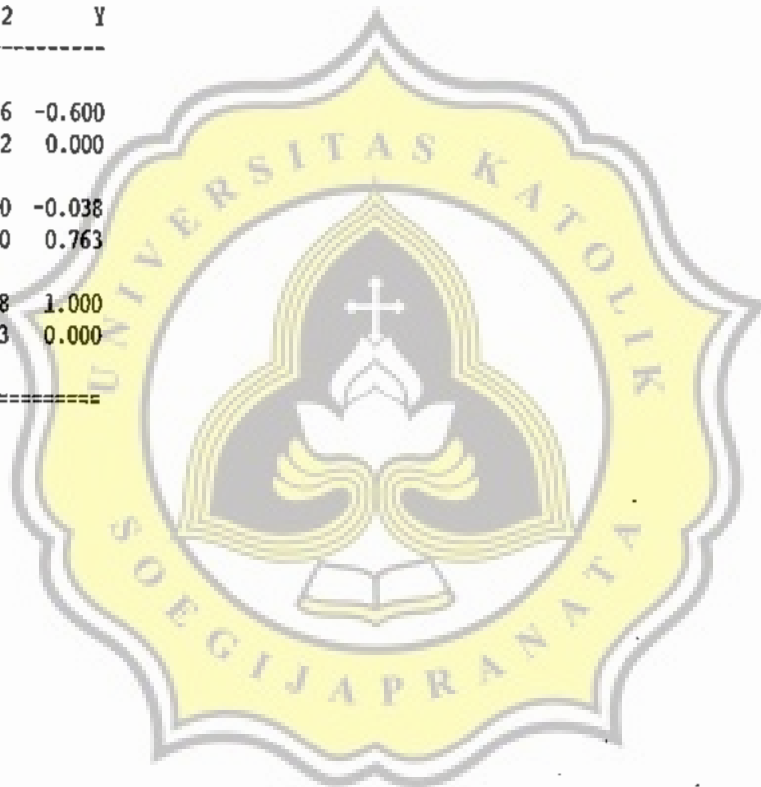 2 Y
----------
6 -0.600
2 0.000
0 -0.038
0 0.763
8 1.000
3 0.000
==========
UNIVERSITAS KATOLIK
SOEGIJAPRANATA